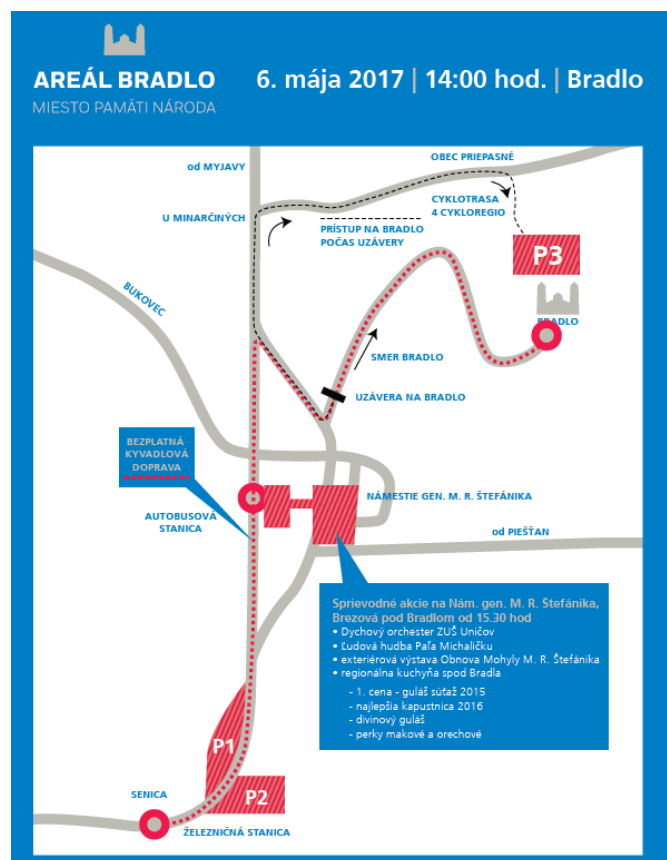 AREÁL BRADLO
MIESTO PAMÄTI NÁRODA
6. mája 2017 | 14:00 hod. | Bradlo
od MYJAVY
OBEC PRIEPASNÉ
U MINARČINÝCH
CYKLOTRASA
4 CYKLOREGIO
PRÍSTUP NA BRADLO
POČAS UZÁVERY
P3
BUKOVEC
BRADLO
SMER BRADLO
UZÁVERA NA BRADLO
BEZPLATNÁ
KYVADLOVÁ
DOPRAVA
NÁMESTIE GEN. M. R. ŠTEFÁNIKA
AUTOBUSOVÁ
STANICA
od PIEŠŤAN
Sprievodné akcie na Nám. gen. M. R. Štefánika,
Brezová pod Bradlom od 15.30 hod
• Dychový orchester ZUŠ Uničov
• Ľudová hudba Paľa Michaličku
• exteriérová výstava Obnova Mohyly M. R. Štefánika
• regionálna kuchyňa spod Bradla
- 1. cena - guláš súťaž 2015
- najlepšia kapustnica 2016
- divinový guláš
- perky makové a orechové
P1
P2
SENICA
ŽELEZNIČNÁ STANICA